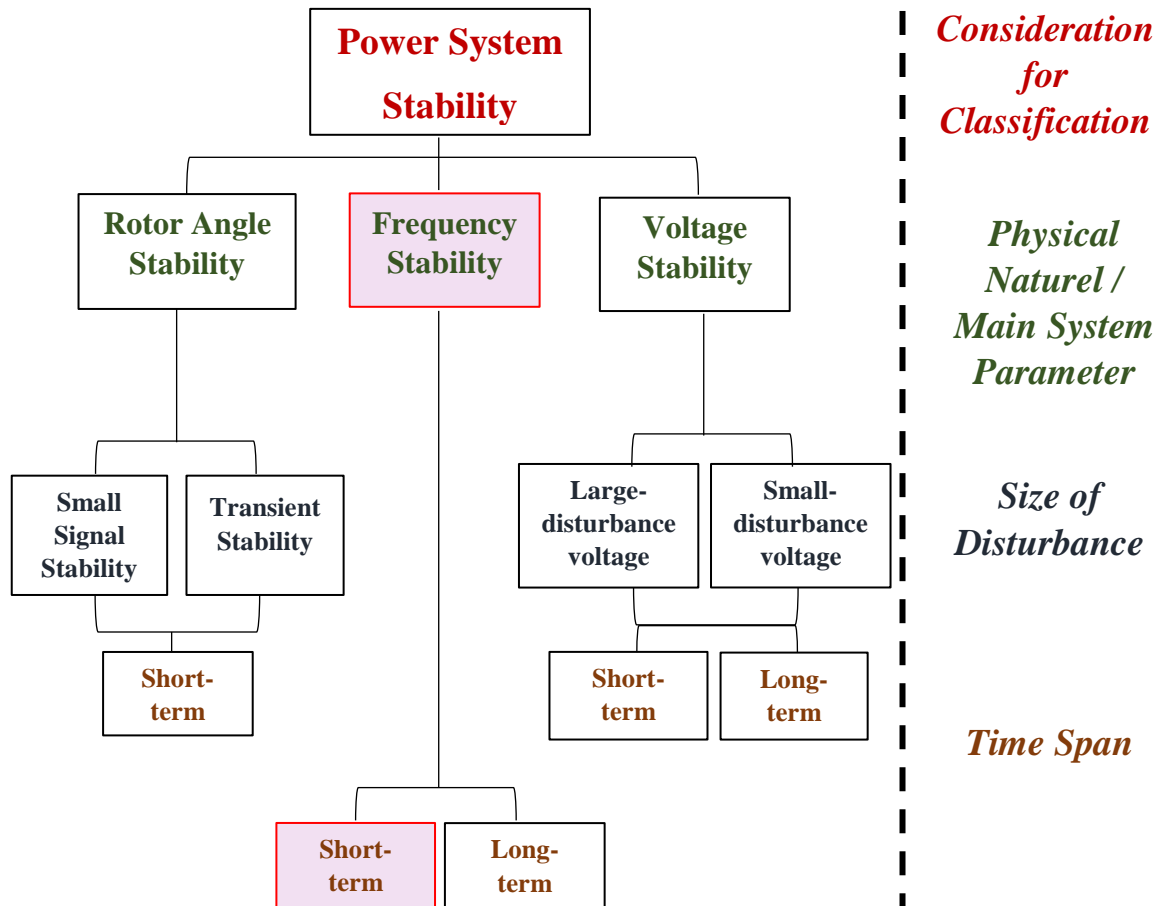 Power System
Stability
Consideration
for
Classification
Rotor Angle
Stability
Frequency
Stability
Voltage
Stability
Physical
Naturel /
Main System
Parameter
Small
Signal
Stability
Transient
Stability
Large-
disturbance
voltage
Small-
disturbance
voltage
Size of
Disturbance
Short-
term
Short-
term
Long-
term
Time Span
Short-
term
Long-
term